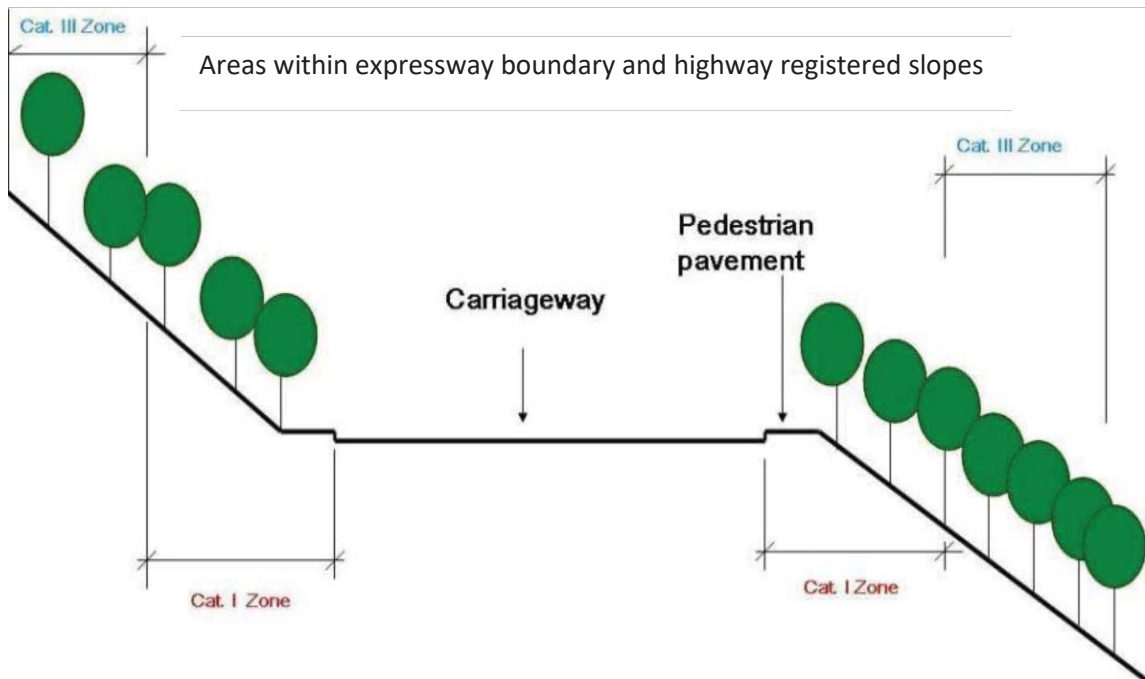 Cat. III Zone
Areas within expressway boundary and highway registered slopes
Cat. III Zone
Pedestrian
pavement
Carriageway
Cat. I Zone
Cat. I Zone